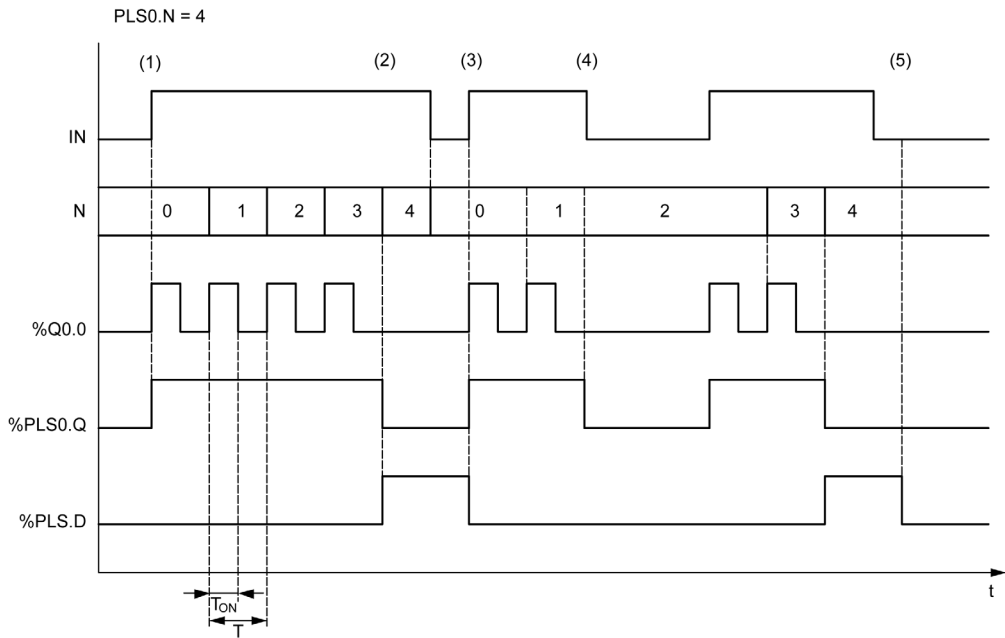 PLS0.N = 4
(1) (2) (3) (4) (5)
IN
N 0 1 2 3 4 0 1 2 3 4
%Q0.0
%PLS0.Q
%PLS.D
t
TON
T